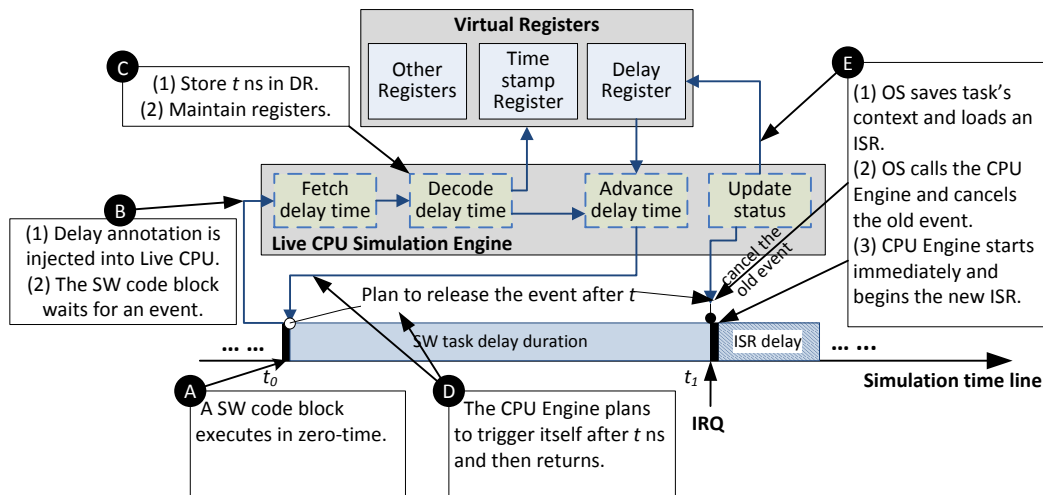 Virtual Registers
Other
Registers
Time
stamp
Register
Delay
Register
C
(1) Store t ns in DR.
(2) Maintain registers.
E
(1) OS saves task's
context and loads an
ISR.
(2) OS calls the CPU
Engine and cancels
the old event.
(3) CPU Engine starts
immediately and
begins the new ISR.
B
(1) Delay annotation is
injected into Live CPU.
(2) The SW code block
waits for an event.
Fetch
delay time
Decode
delay time
Advance
delay time
Update
status
Live CPU Simulation Engine
cancel the
old event
Plan to release the event after t
... ...
SW task delay duration
ISR delay
... ...
t0
t1
Simulation time line
IRQ
A
A SW code block
executes in zero-time.
D
The CPU Engine plans
to trigger itself after t ns
and then returns.